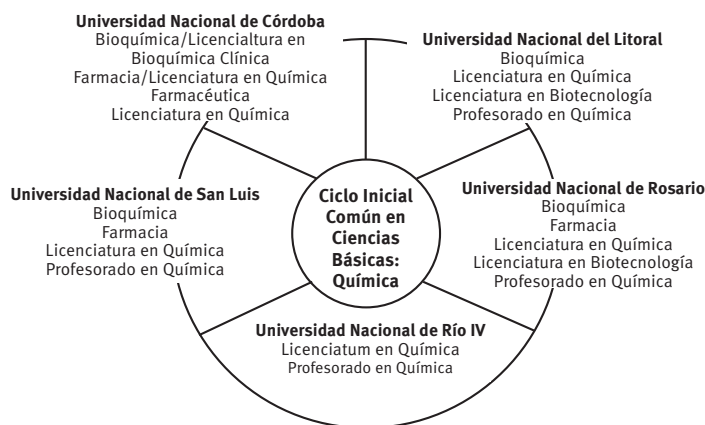 Universidad Nacional de Córdoba
Bioquímica/Licencialtura en
Bioquímica Clínica
Farmacia/Licenciatura en Química
Farmacéutica
Licenciatura en Química
Universidad Nacional del Litoral
Bioquímica
Licenciatura en Química
Licenciatura en Biotecnología
Profesorado en Química
Universidad Nacional de San Luis
Bioquímica
Farmacia
Licenciatura en Química
Profesorado en Química
Ciclo Inicial
Común en
Ciencias
Básicas:
Química
Universidad Nacional de Rosario
Bioquímica
Farmacia
Licenciatura en Química
Licenciatura en Biotecnología
Profesorado en Química
Universidad Nacional de Río IV
Licenciatum en Química
Profesorado en Química